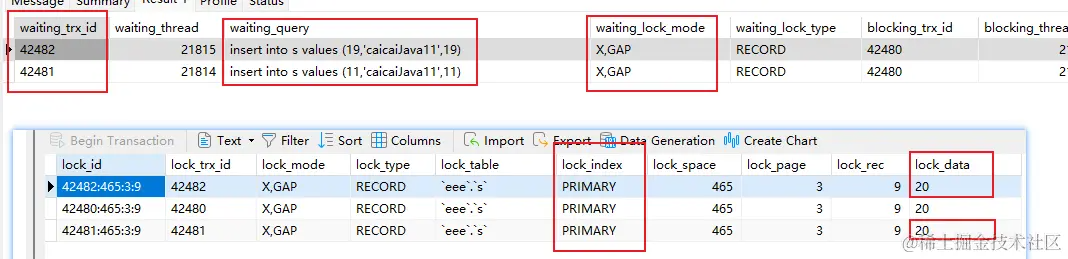 Message Summary Result 1 Profile Status
waiting_trx_id waiting_thread waiting_query waiting_lock_mode waiting_lock_type blocking_trx_id blocking_threa
42482 21815 insert into s values (19,'caicaiJava11',19) X,GAP RECORD 42480
42481 21814 insert into s values (11,'caicaiJava11',11) X,GAP RECORD 42480
Begin Transaction Text Filter Sort Columns Import Export Data Generation Create Chart
lock_id lock_trx_id lock_mode lock_type lock_table lock_index lock_space lock_page lock_rec lock_data
42482:465:3:9 42482 X,GAP RECORD `eee`.`s` PRIMARY 465 3 9 20
42480:465:3:9 42480 X,GAP RECORD `eee`.`s` PRIMARY 465 3 9 20
42481:465:3:9 42481 X,GAP RECORD `eee`.`s` PRIMARY 465 3 9 20
@稀土掘金技术社区